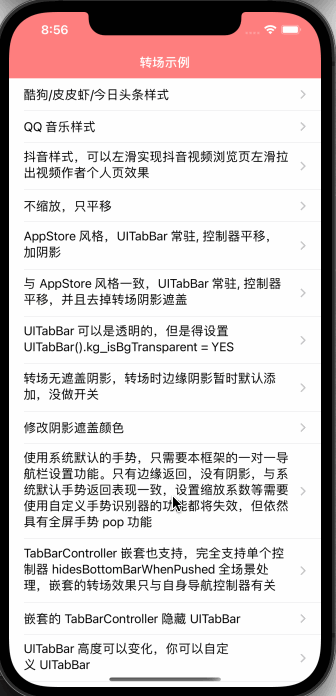 8:56
转场示例
酷狗/皮皮虾/今日头条样式
QQ 音乐样式
抖音样式，可以左滑实现抖音视频浏览页左滑拉
出视频作者个人页效果
不缩放，只平移
AppStore 风格，UITabBar 常驻, 控制器平移，
加阴影
与 AppStore 风格一致，UITabBar 常驻, 控制器
平移，并且去掉转场阴影遮盖
UITabBar 可以是透明的，但是得设置
UITabBar().kg_isBgTransparent = YES
转场无遮盖阴影，转场时边缘阴影暂时默认添
加，没做开关
修改阴影遮盖颜色
使用系统默认的手势，只需要本框架的一对一导
航栏设置功能。只有边缘返回，没有阴影，与系
统默认手势返回表现一致，设置缩放系数等需要
使用自定义手势识别器的功能都将失效，但依然
具有全屏手势 pop 功能
TabBarController 嵌套也支持，完全支持单个控
制器 hidesBottomBarWhenPushed 全场景处
理，嵌套的转场效果只与自身导航控制器有关
嵌套的 TabBarController 隐藏 UITabBar
UITabBar 高度可以变化，你可以自定
义 UITabBar